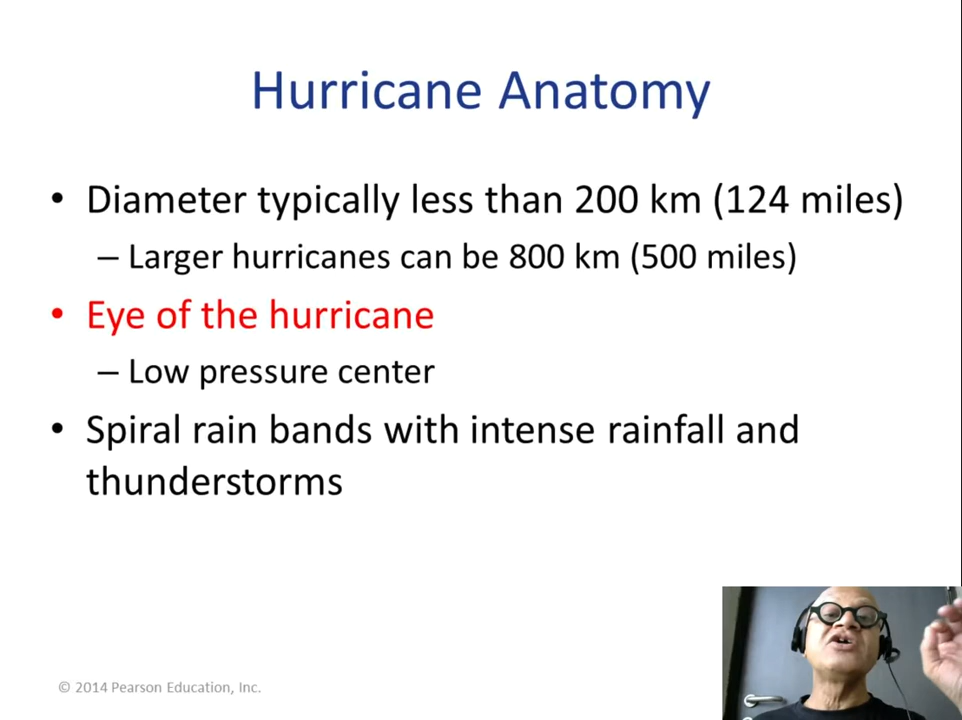 Hurricane Anatomy
• Diameter typically less than 200 km (124 miles)
– Larger hurricanes can be 800 km (500 miles)
• Eye of the hurricane
– Low pressure center
• Spiral rain bands with intense rainfall and
thunderstorms
© 2014 Pearson Education, Inc.